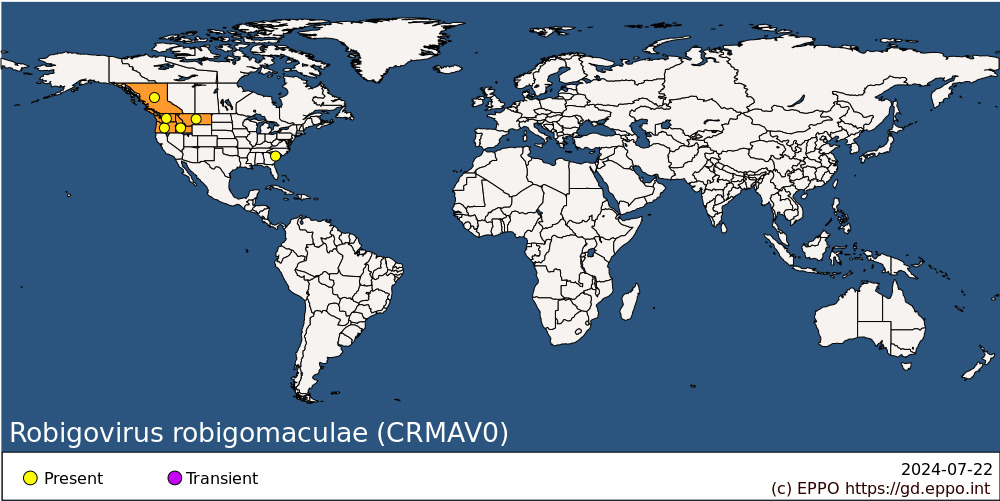 Robigovirus robigomaculae (CRMAV0)
Present
Transient
2024-07-22
(c) EPPO https://gd.eppo.int